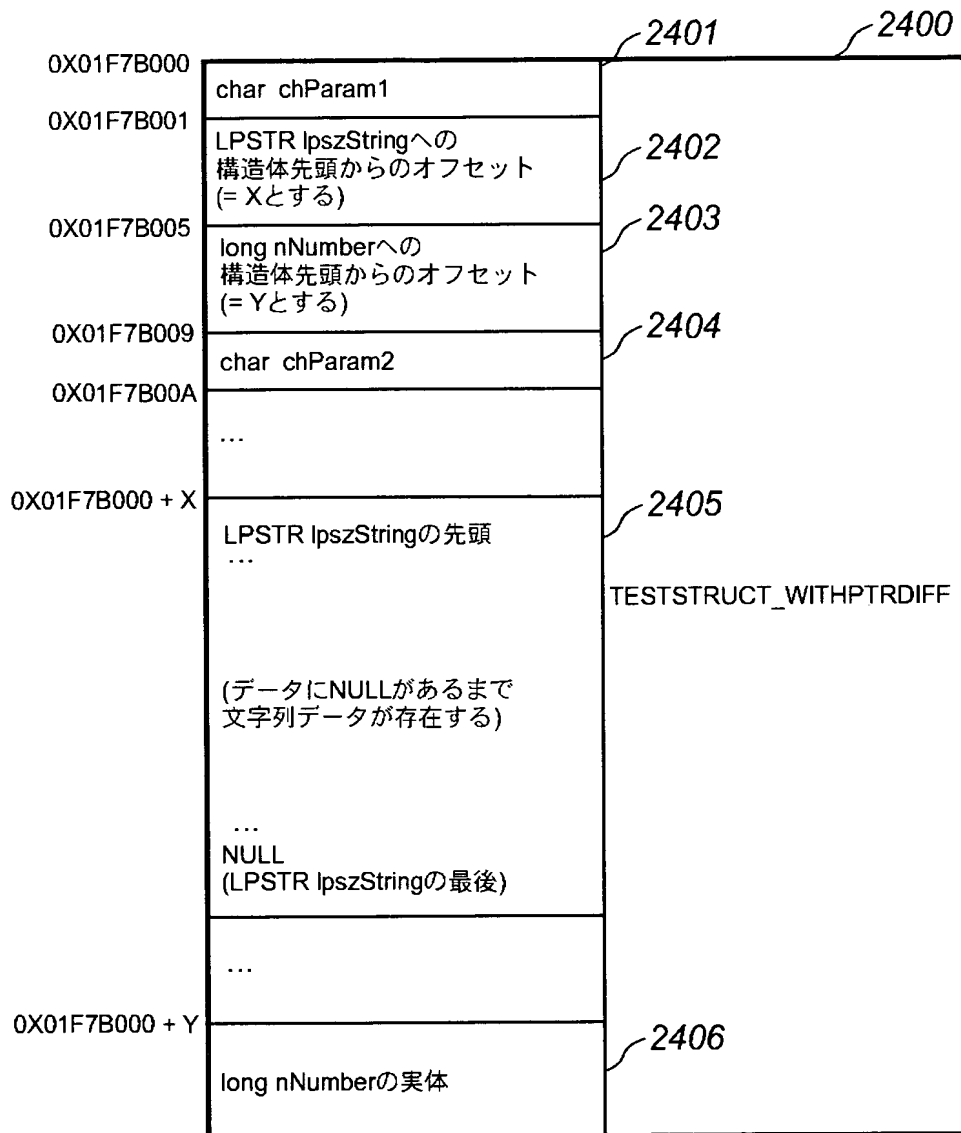 2400
2401
0X01F7B000
char chParam1
0X01F7B001
LPSTR lpszStringへの
構造体先頭からのオフセット
(= Xとする)
2402
0X01F7B005
long nNumberへの
構造体先頭からのオフセット
(= Yとする)
2403
0X01F7B009
char chParam2
2404
0X01F7B00A
...
0X01F7B000 + X
LPSTR lpszStringの先頭
...
2405
TESTSTRUCT_WITHPTRDIFF
(データにNULLがあるまで
文字列データが存在する)
...
NULL
(LPSTR lpszStringの最後)
...
0X01F7B000 + Y
long nNumberの実体
2406